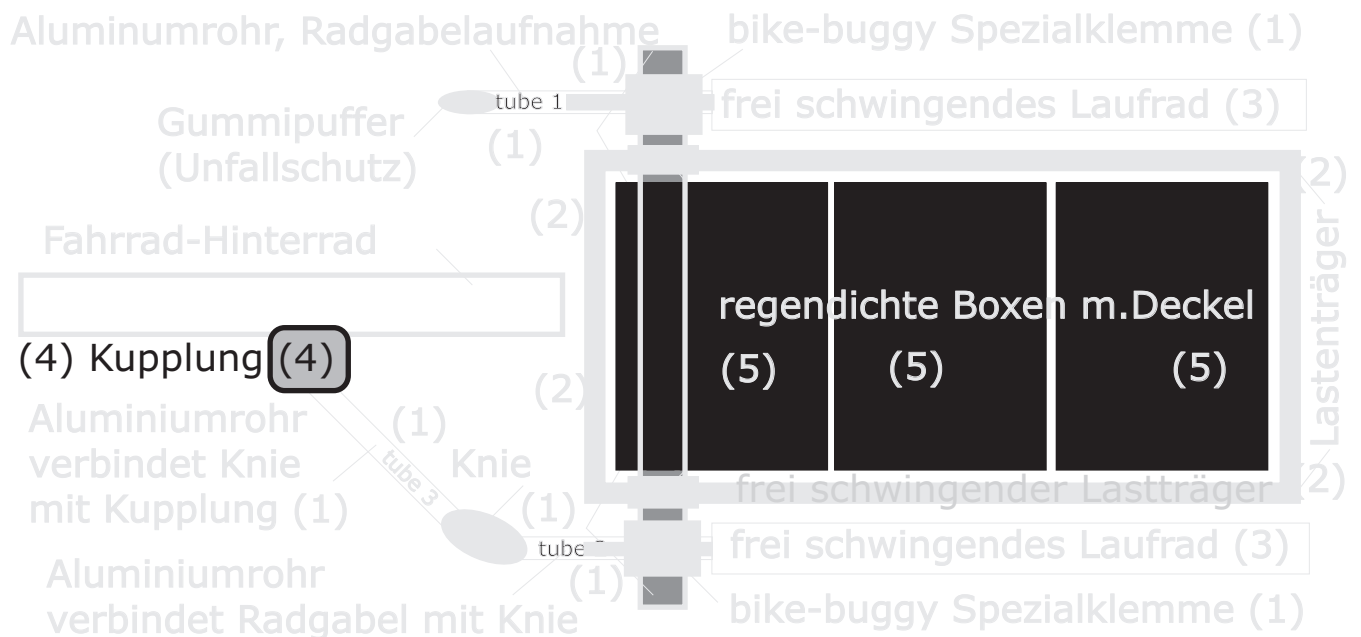 Aluminumrohr, Radgabelaufnahme
(1)
bike-buggy Spezialklemme (1)
tube 1
frei schwingendes Laufrad (3)
Gummipuffer
(Unfallschutz)
(1)
(2)
(2)
Fahrrad-Hinterrad
Lastenträger
regendichte Boxen m.Deckel
(4) Kupplung (4)
(5)
(5)
(5)
(2)
Aluminiumrohr
verbindet Knie
mit Kupplung (1)
(1)
tube 3
Knie
(1)
frei schwingender Lastträger
(2)
tube
frei schwingendes Laufrad (3)
Aluminiumrohr
verbindet Radgabel mit Knie
(1)
bike-buggy Spezialklemme (1)